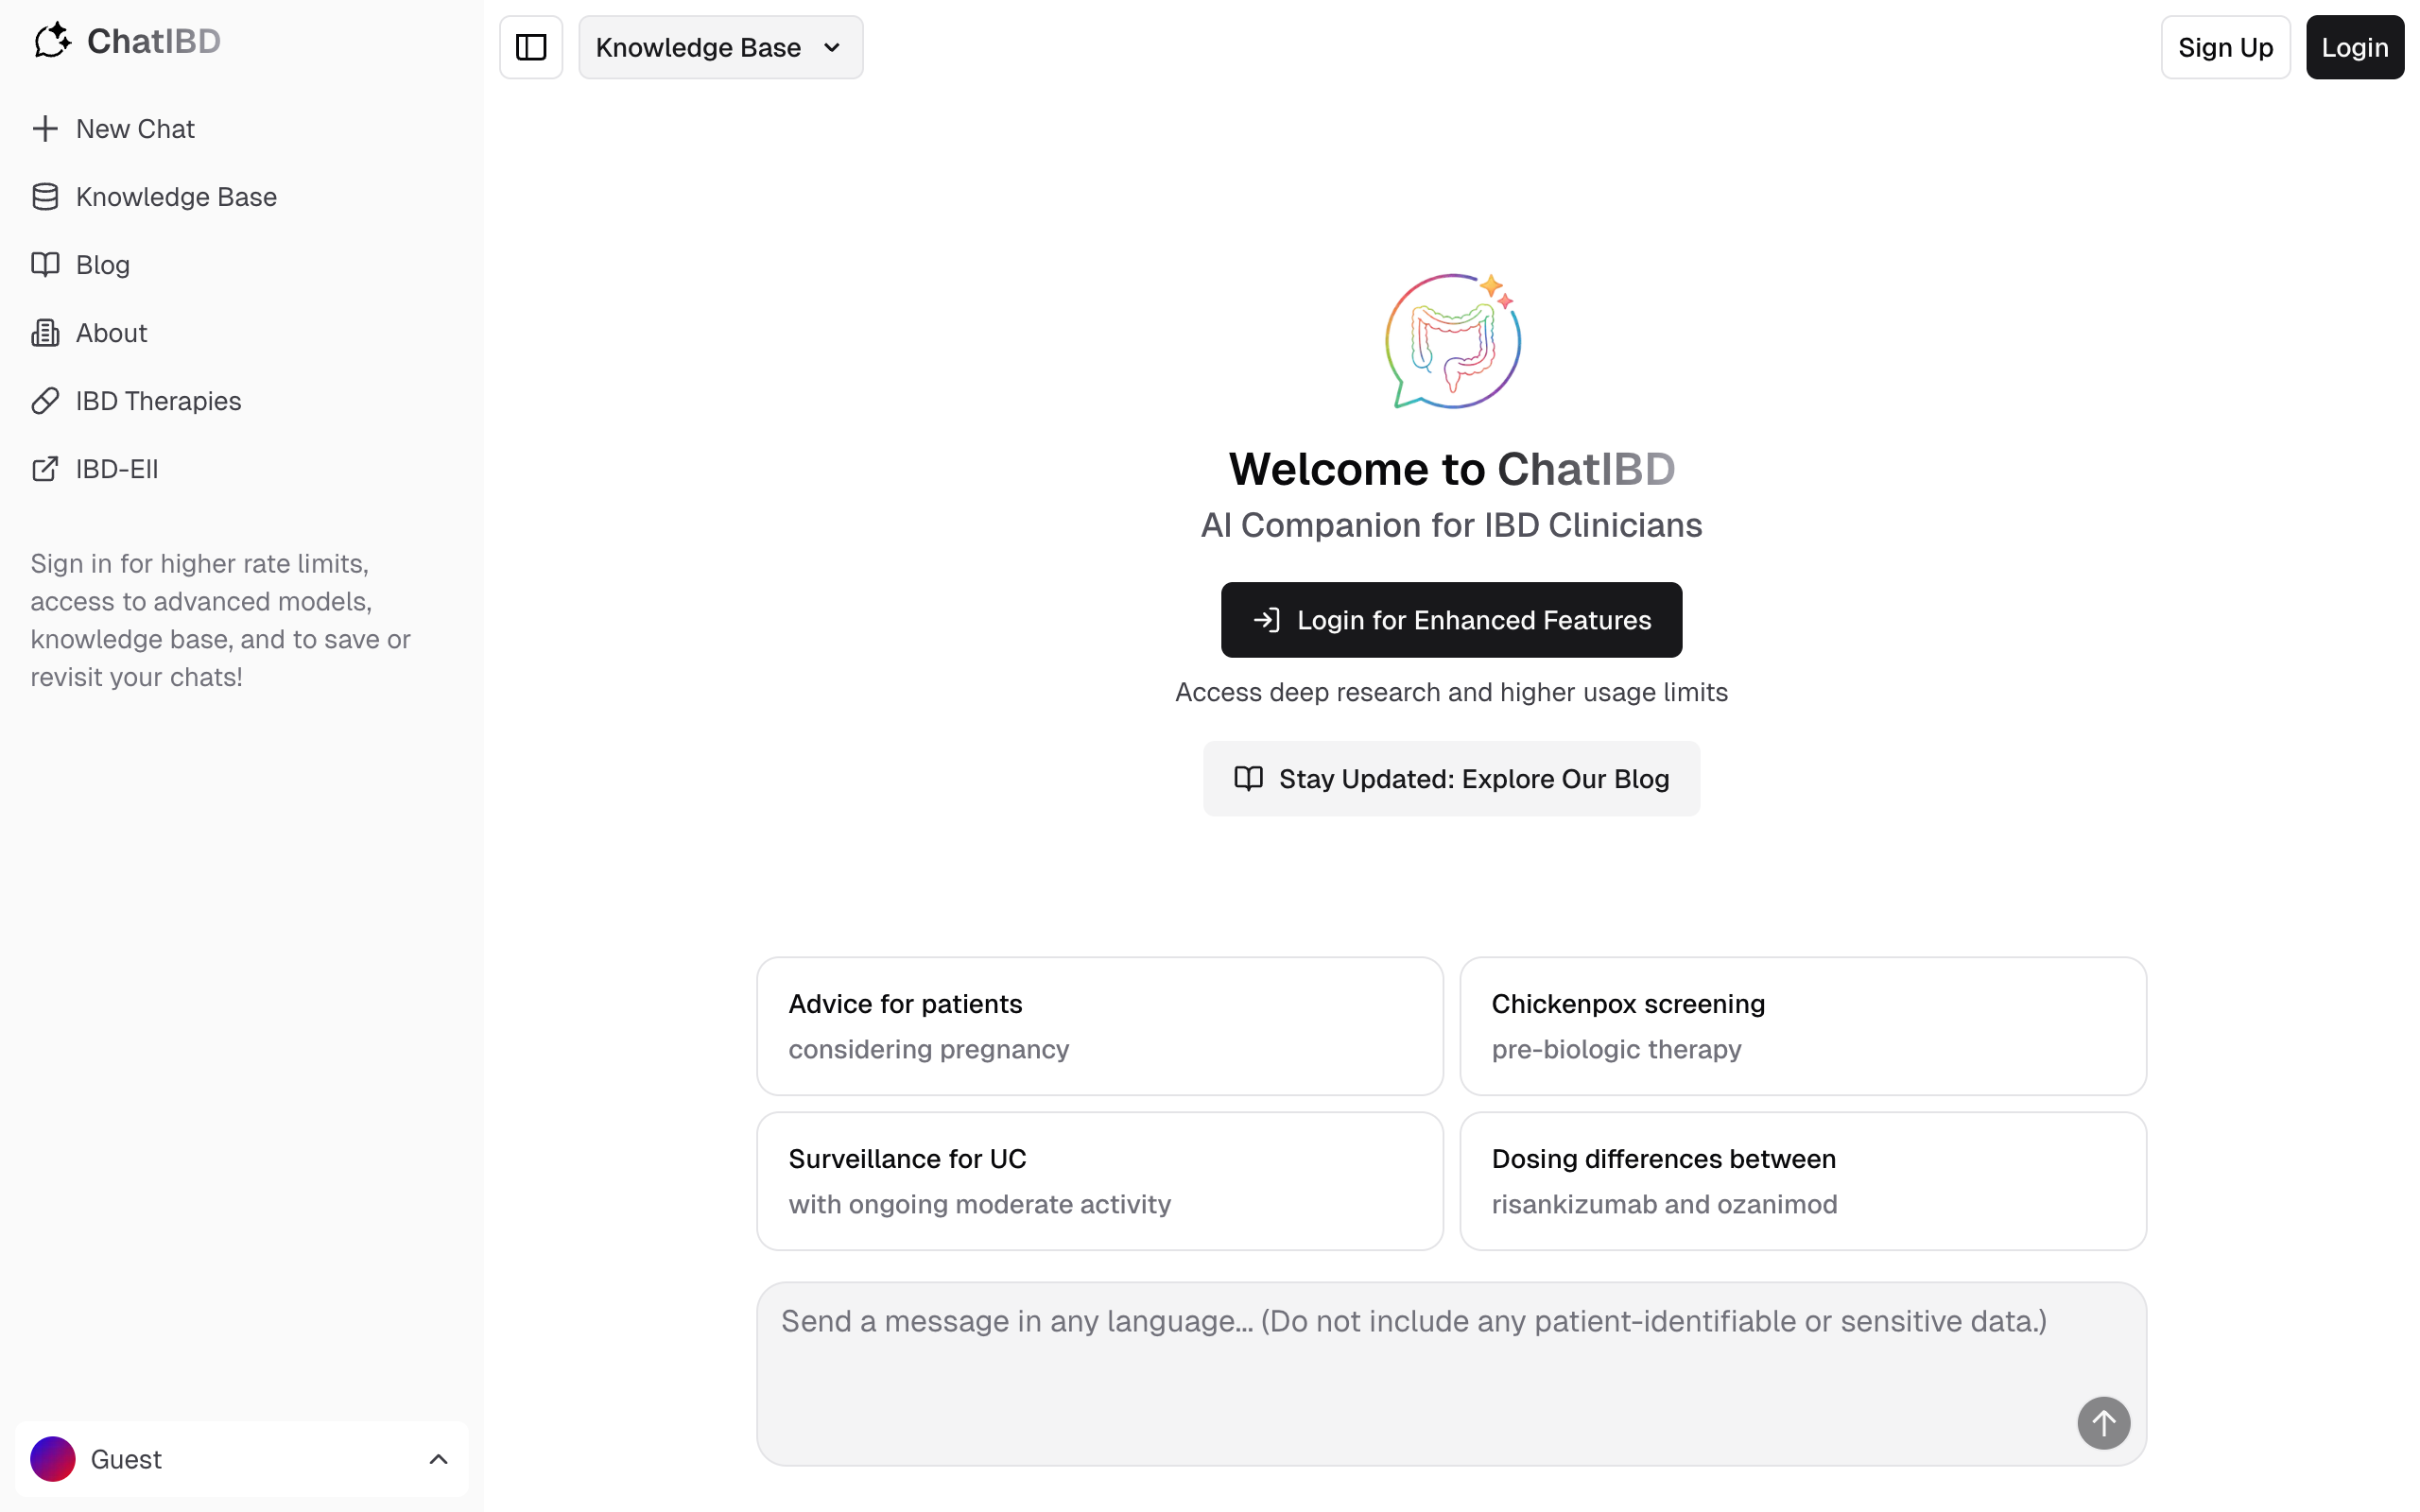 ChatIBD
New Chat
Knowledge Base
Blog
About
IBD Therapies
IBD-EII
Sign in for higher rate limits,
access to advanced models,
knowledge base, and to save or
revisit your chats!
Guest
Knowledge Base
Sign Up
Login
Welcome to ChatIBD
AI Companion for IBD Clinicians
Login for Enhanced Features
Access deep research and higher usage limits
Stay Updated: Explore Our Blog
Advice for patients
considering pregnancy
Chickenpox screening
pre-biologic therapy
Surveillance for UC
with ongoing moderate activity
Dosing differences between
risankizumab and ozanimod
Send a message in any language... (Do not include any patient-identifiable or sensitive data.)